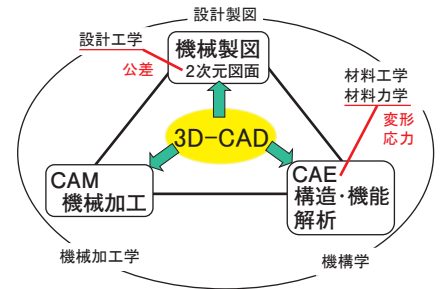 設計製図
設計工学
機械製図
2次元図面
公差
材料工学
材料力学
変形
応力
3D-CAD
CAM
機械加工
CAE
構造・機能
解析
機械加工学
機構学